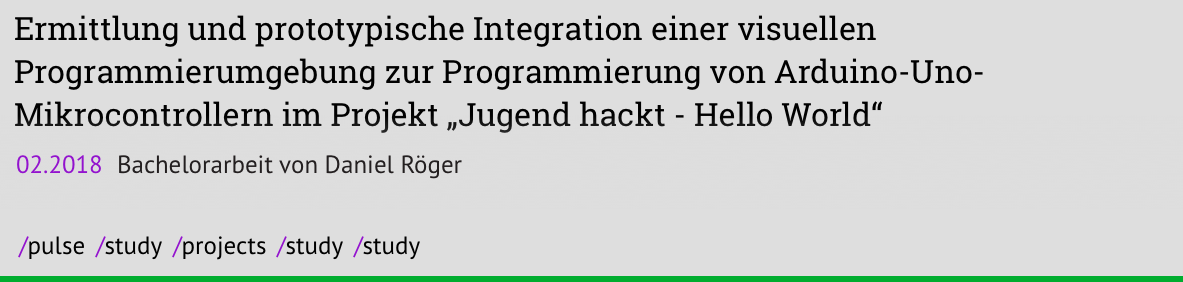 Ermittlung und prototypische Integration einer visuellen
Programmierumgebung zur Programmierung von Arduino-Uno-
Mikrocontrollern im Projekt „Jugend hackt - Hello World“
02.2018 Bachelorarbeit von Daniel Röger
/pulse /study /projects /study /study